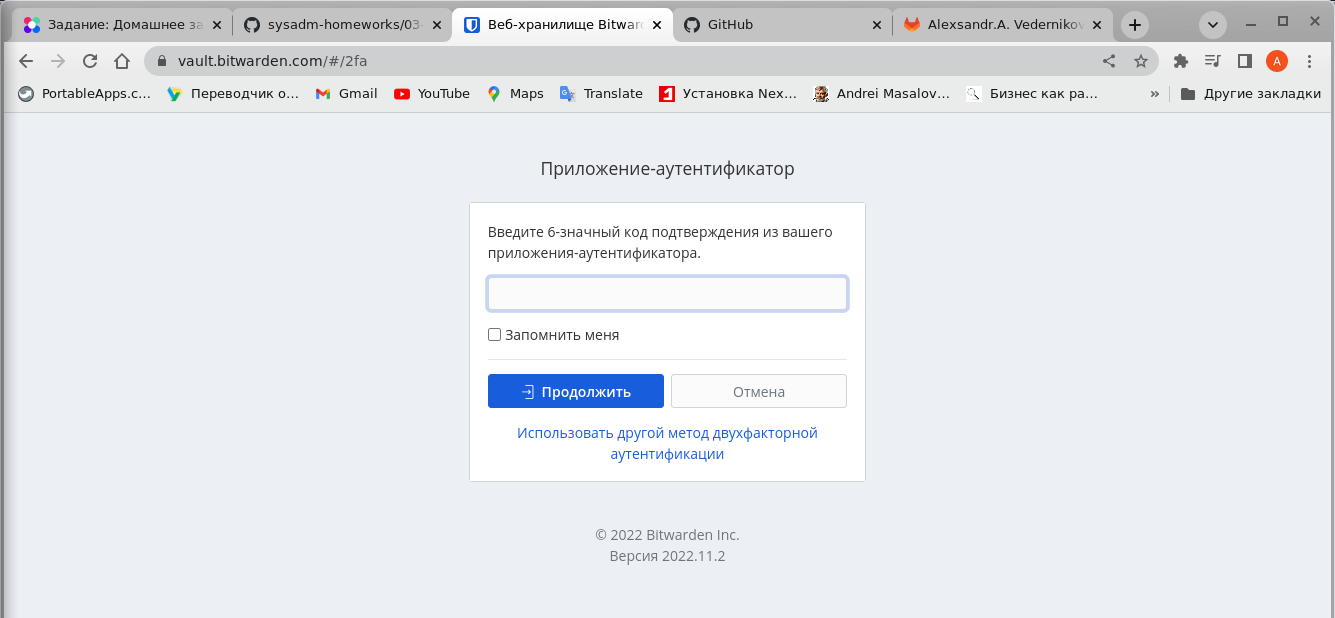 Задание: Домашнее за
sysadm-homeworks/03-
Веб-хранилище Bitward
GitHub
Alexsandr.A. Vedernikov
vault.bitwarden.com/#/2fa
A
PortableApps.c...
Переводчик о...
Gmail
YouTube
Maps
Translate
Установка Nex...
Andrei Masalov...
Бизнес как ра...
»
Другие закладки
Приложение-аутентификатор
Введите 6-значный код подтверждения из вашего
приложения-аутентификатора.
Запомнить меня
Продолжить
Отмена
Использовать другой метод двухфакторной
аутентификации
© 2022 Bitwarden Inc.
Версия 2022.11.2